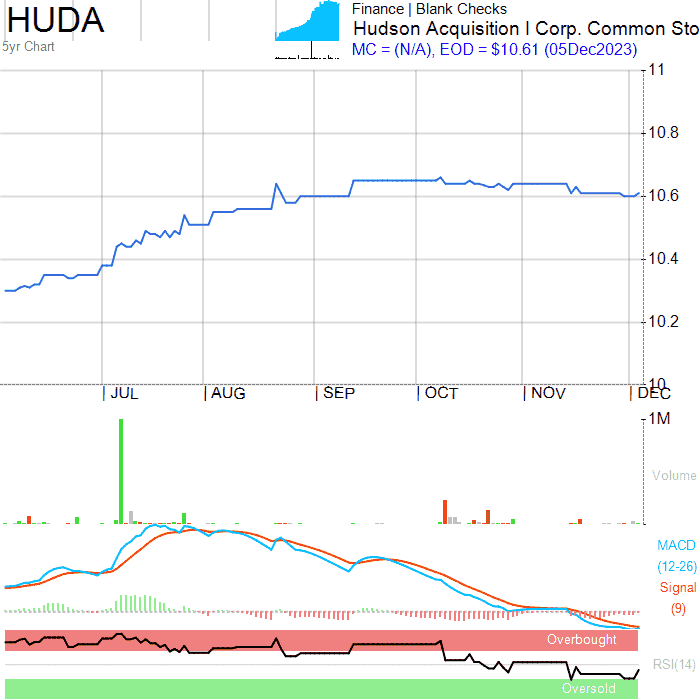 HUDA
Finance | Blank Checks
Hudson Acquisition I Corp. Common Sto
5yr Chart
MC = (N/A), EOD = $10.61 (05Dec2023)
11
10.8
10.6
10.4
10.2
10
| JUL | AUG | SEP | OCT | NOV | DEC
1M
Volume
MACD
(12-26)
Signal
(9)
Overbought
RSI(14)
Oversold